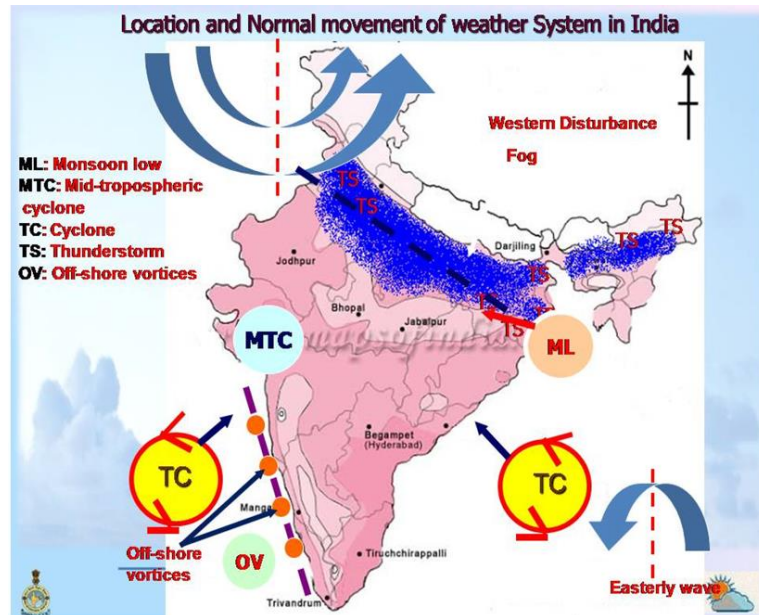 Location and Normal movement of weather System in India
N
Western Disturbance
Fog
ML: Monsoon low
MTC: Mid-tropospheric
cyclone
TC: Cyclone
TS: Thunderstorm
OV: Off-shore vortices
TS
TS
TS
TS
Darjiling
TS
Jodhpur
Bhopal
Jabalpur
TS
MTC
mapsofindia
ML
TC
Begampet
(Hyderabad)
TC
Manga
Off-shore
vortices
OV
Tiruchchirappalli
Trivandrum
Easterly wave